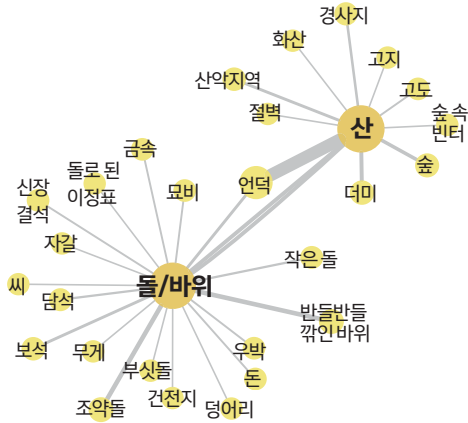 경사지
화산
고지
산악지역
고도
절벽
숲 속
빈터
산
숲
더미
언덕
금속
돌로 된
이정표
묘비
신장
결석
자갈
작은 돌
씨
담석
돌/바위
반들반들
깎인 바위
보석
무게
우박
부싯돌
돈
조약돌
건전지
덩어리